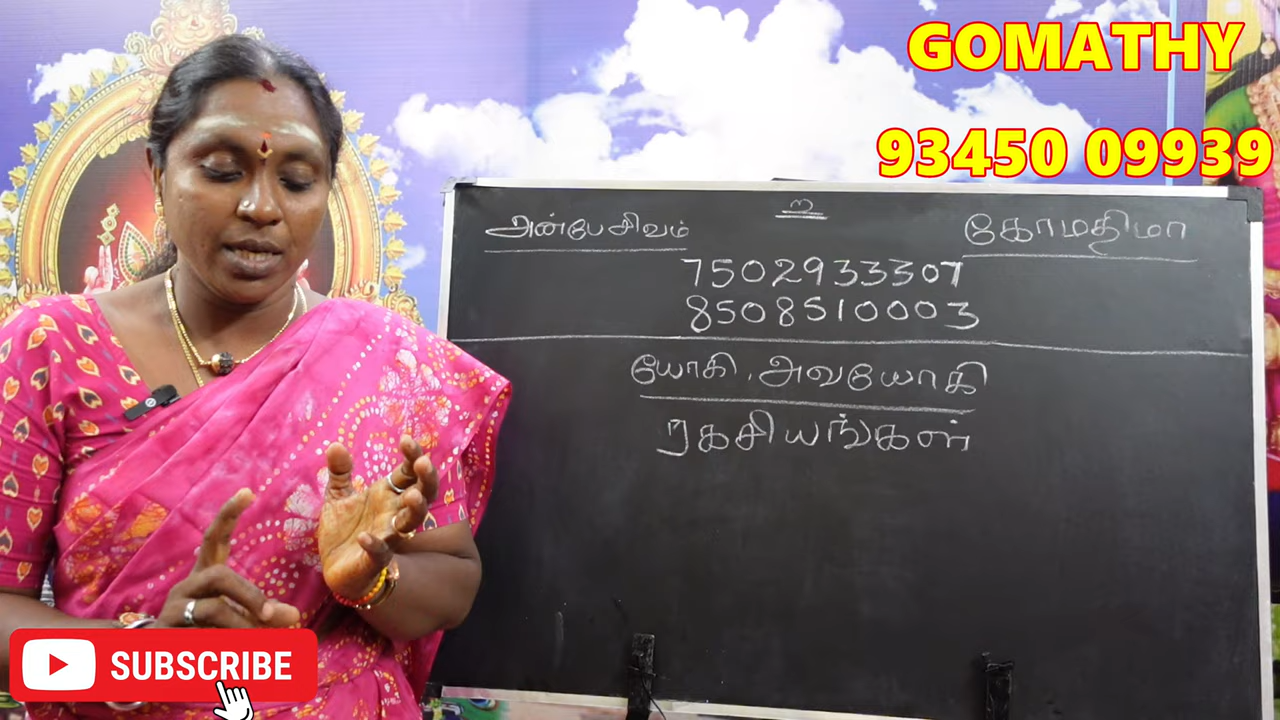 GOMATHY
93450 09939
உ
அன்பே சிவம் கோமதிமா
7502933307
8508510003
யோகி, அவயோகி
ரகசியங்கள்
SUBSCRIBE